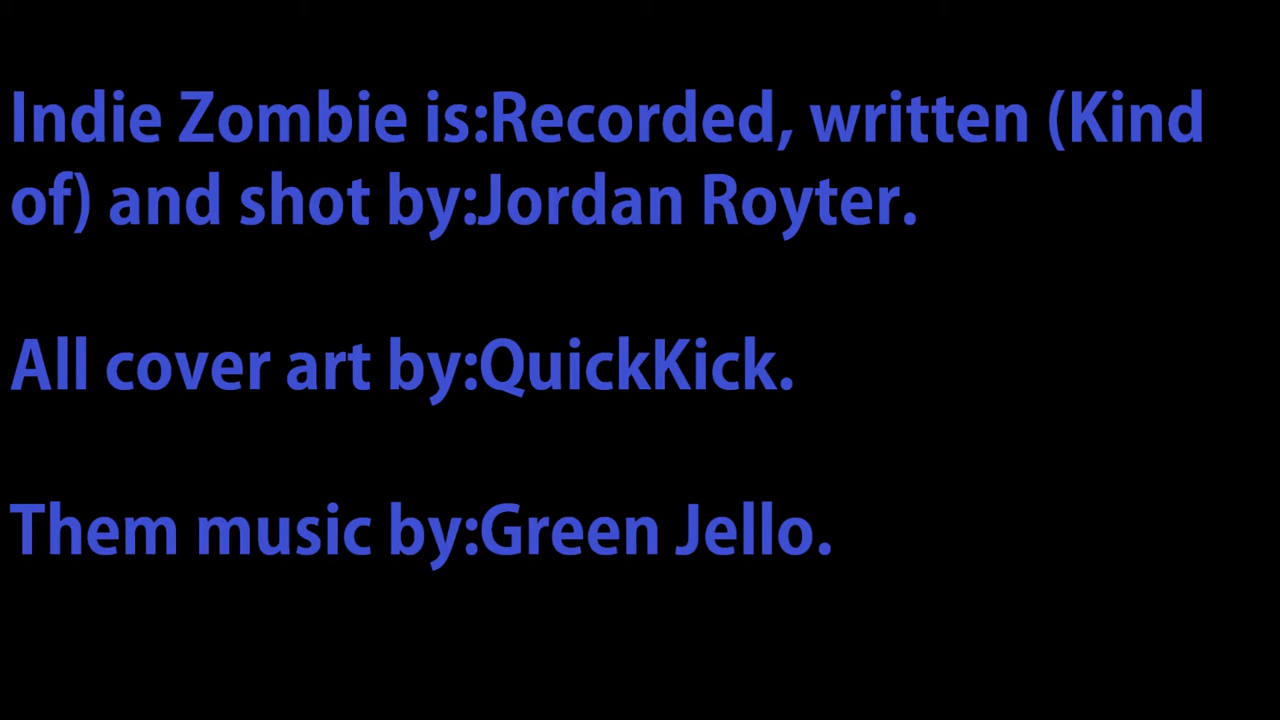 Indie Zombie is:Recorded, written (Kind
of) and shot by:Jordan Royter.
All cover art by:QuickKick.
Them music by:Green Jello.